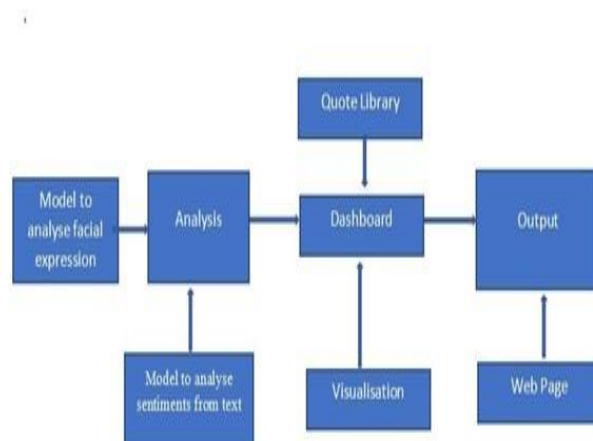 Quote Library
Model to
analyse facial
expression
Analysis
Dashboard
Output
Model to analyse
sentiments from text
Visualisation
Web Page